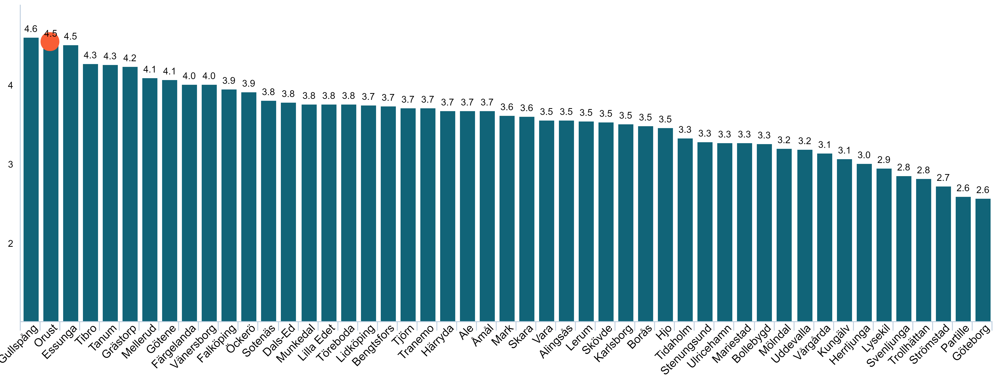 4.6
4.5
4.5
4.3
4.3
4.2
4.1
4.1
4.0
4.0
3.9
3.9
3.8
3.8
3.8
3.8
3.8
3.7
3.7
3.7
3.7
3.7
3.7
3.7
3.6
3.6
3.5
3.5
3.5
3.5
3.5
3.5
3.5
3.3
3.3
3.3
3.3
3.3
3.2
3.2
3.1
3.1
3.0
2.9
2.8
2.8
2.7
2.6
2.6
4
3
2
Gullspång
Orust
Essunga
Tibro
Tanum
Grästorp
Mellerud
Götene
Färgelanda
Vänersborg
Falköping
Öckerö
Sotenäs
Dals-Ed
Munkedal
Lilla Edet
Töreboda
Lidköping
Bengtsfors
Tjörn
Tranemo
Härryda
Ale
Åmål
Mark
Skara
Vara
Alingsås
Lerum
Skövde
Karlsborg
Borås
Hjo
Tidaholm
Stenungsund
Ulricehamn
Mariestad
Bollebygd
Mölndal
Uddevalla
Vårgårda
Kungälv
Herrljunga
Lysekil
Svenljunga
Trollhättan
Strömstad
Partille
Göteborg